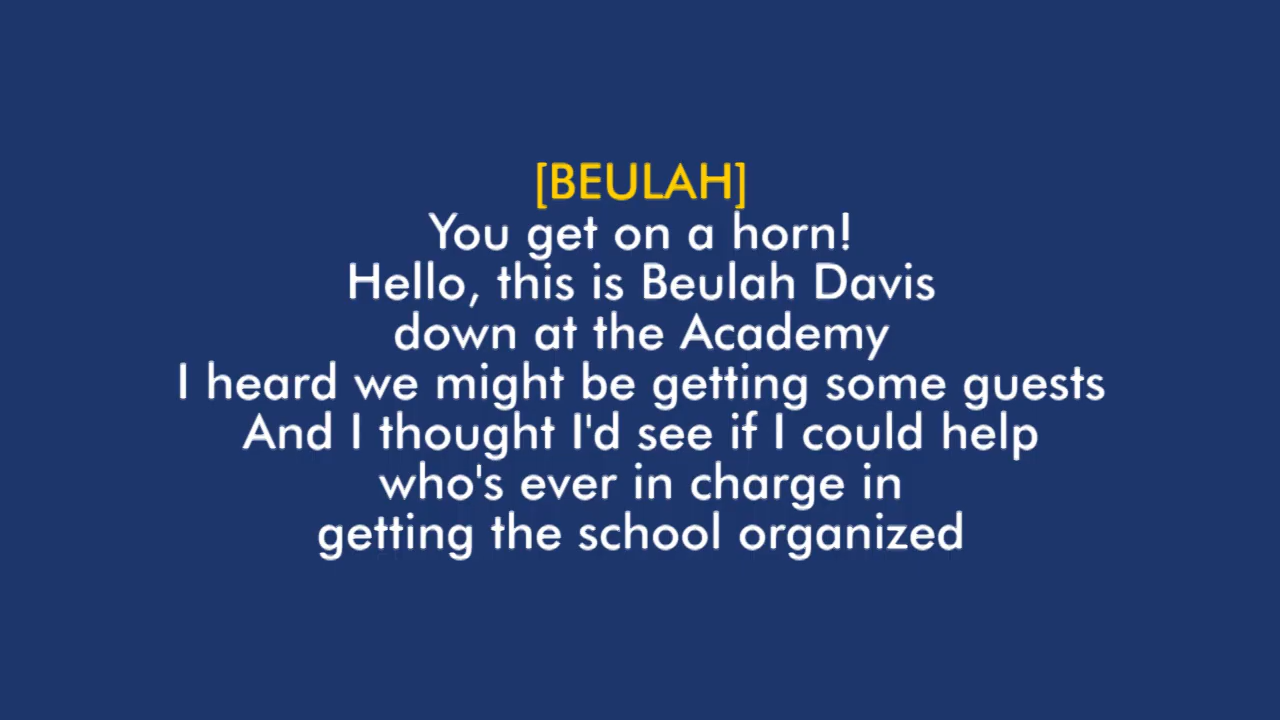 [BEULAH]
You get on a horn!
Hello, this is Beulah Davis
down at the Academy
I heard we might be getting some guests
And I thought I'd see if I could help
who's ever in charge in
getting the school organized